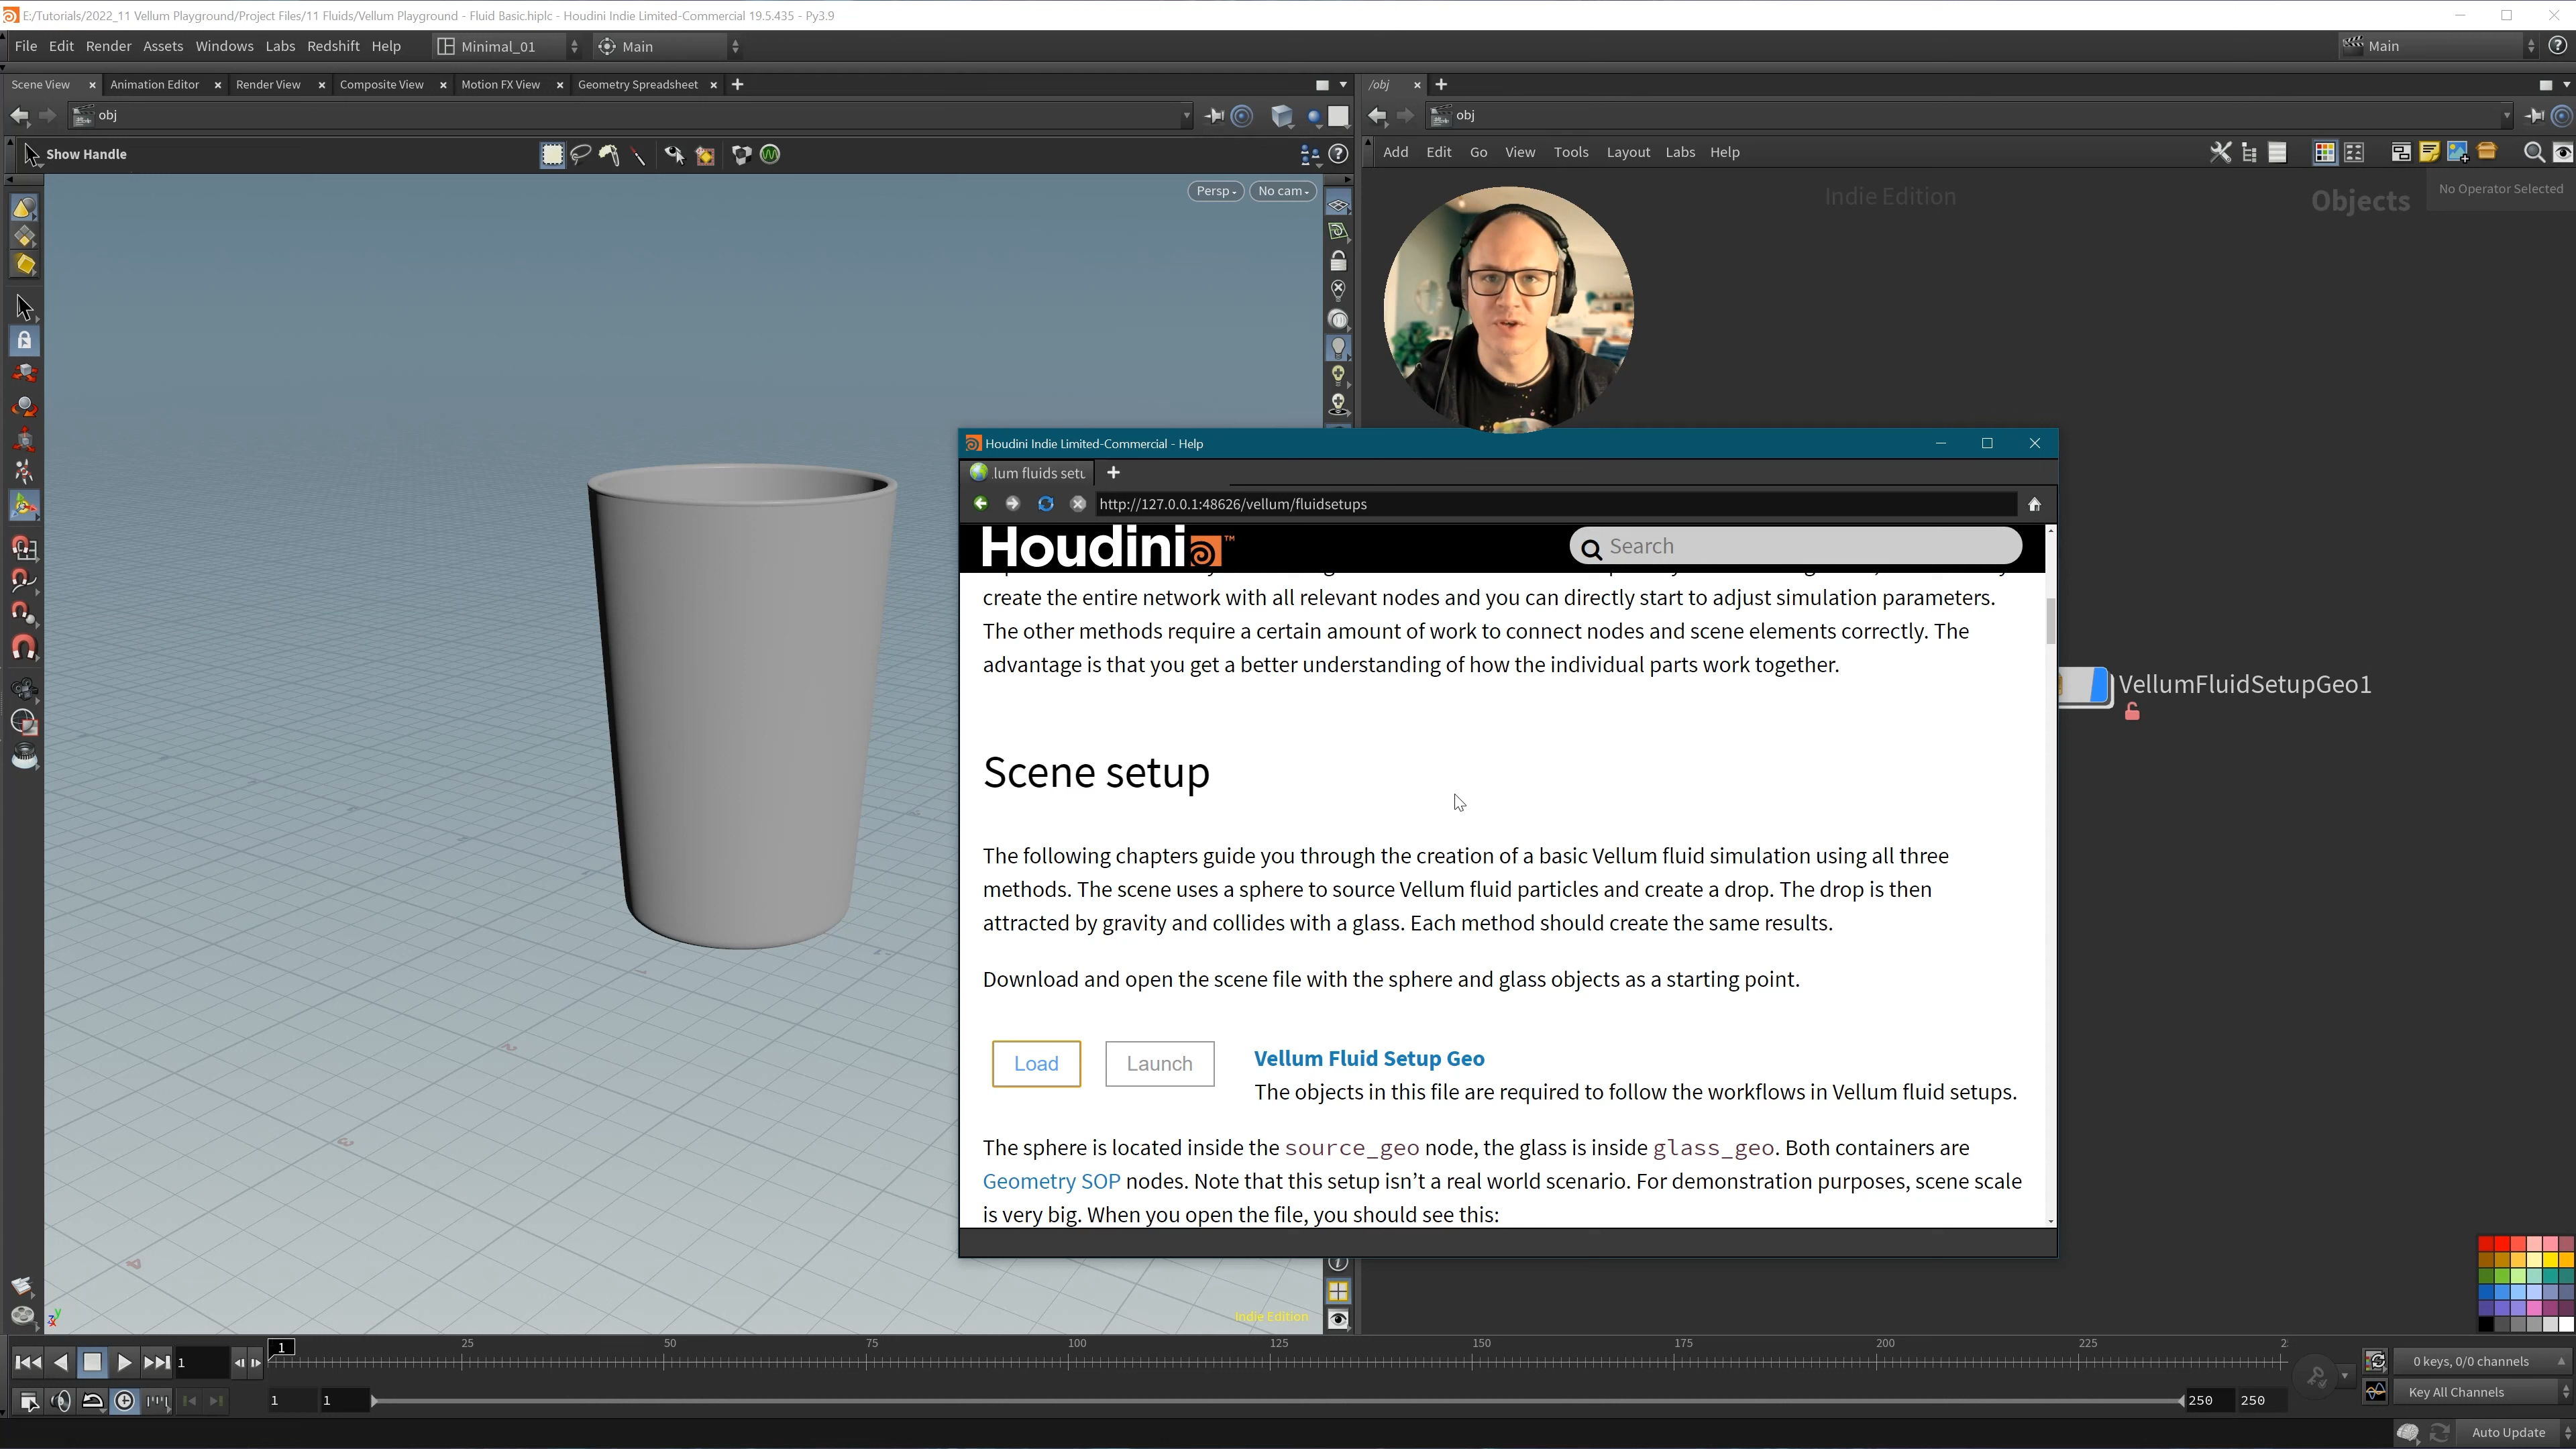 E:/Tutorials/2022_11 Vellum Playground/Project Files/11 Fluids/Vellum Playground - Fluid Basic.hiplc - Houdini Indie Limited-Commercial 19.5.435 - Py3.9
File Edit Render Assets Windows Labs Redshift Help Minimal_01 Main Main
Scene View Animation Editor Render View Composite View Motion FX View Geometry Spreadsheet /obj
obj obj
Show Handle Add Edit Go View Tools Layout Labs Help
Persp No cam
Indie Edition Objects No Operator Selected
Houdini Indie Limited-Commercial - Help
lum fluids setu
http://127.0.0.1:48626/vellum/fluidsetups
Houdini™ Search
create the entire network with all relevant nodes and you can directly start to adjust simulation parameters.
The other methods require a certain amount of work to connect nodes and scene elements correctly. The
advantage is that you get a better understanding of how the individual parts work together.
VellumFluidSetupGeo1
Scene setup
The following chapters guide you through the creation of a basic Vellum fluid simulation using all three
methods. The scene uses a sphere to source Vellum fluid particles and create a drop. The drop is then
attracted by gravity and collides with a glass. Each method should create the same results.
Download and open the scene file with the sphere and glass objects as a starting point.
Load Launch Vellum Fluid Setup Geo
The objects in this file are required to follow the workflows in Vellum fluid setups.
The sphere is located inside the source_geo node, the glass is inside glass_geo. Both containers are
Geometry SOP nodes. Note that this setup isn't a real world scenario. For demonstration purposes, scene scale
is very big. When you open the file, you should see this:
Indie Edition
1 25 50 75 100 125 150 175 200 225 2
1 0 keys, 0/0 channels
1 1 250 250 Key All Channels
Auto Update